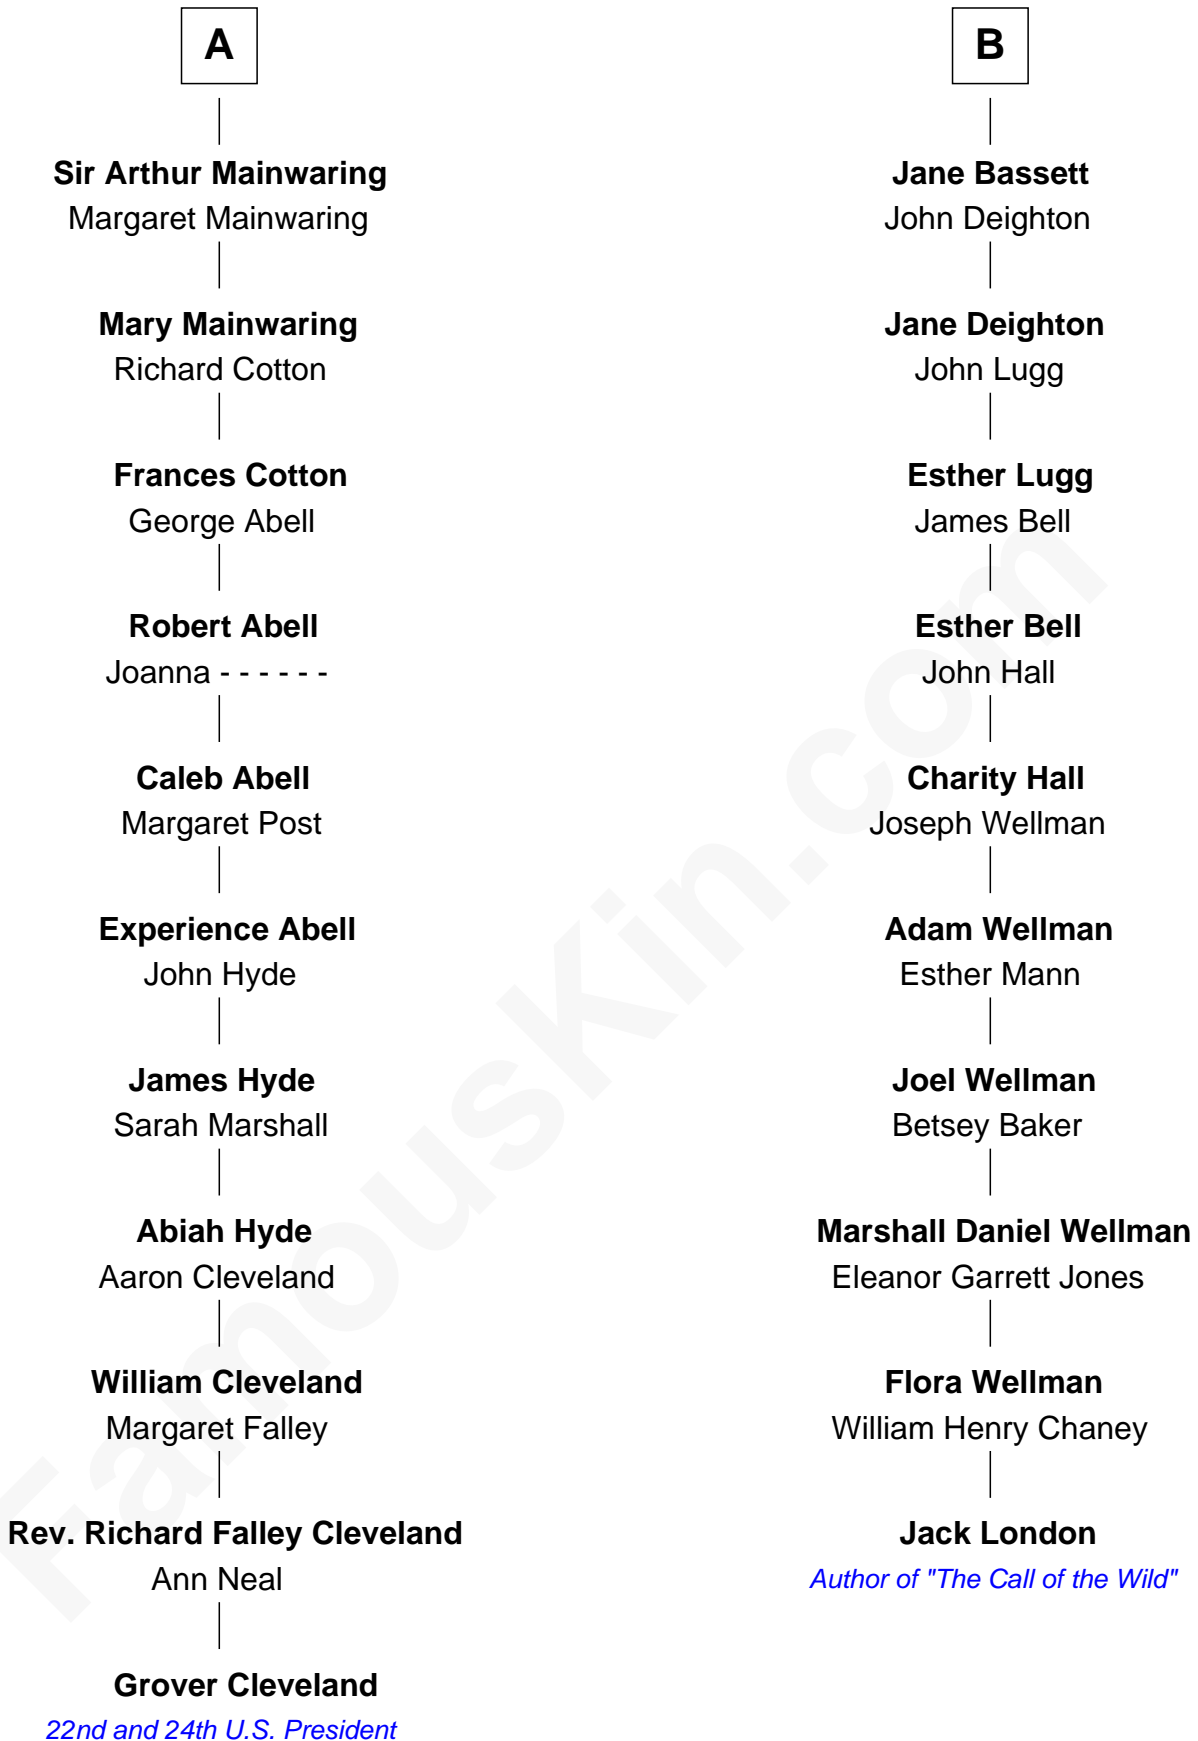 A
Sir Arthur Mainwaring
Margaret Mainwaring
Mary Mainwaring
Richard Cotton
Frances Cotton
George Abell
Robert Abell
Joanna - - - - - -
Caleb Abell
Margaret Post
Experience Abell
John Hyde
James Hyde
Sarah Marshall
Abiah Hyde
Aaron Cleveland
William Cleveland
Margaret Falley
Rev. Richard Falley Cleveland
Ann Neal
Grover Cleveland
22nd and 24th U.S. President
B
Jane Bassett
John Deighton
Jane Deighton
John Lugg
Esther Lugg
James Bell
Esther Bell
John Hall
Charity Hall
Joseph Wellman
Adam Wellman
Esther Mann
Joel Wellman
Betsey Baker
Marshall Daniel Wellman
Eleanor Garrett Jones
Flora Wellman
William Henry Chaney
Jack London
Author of "The Call of the Wild"
FamousKin.com